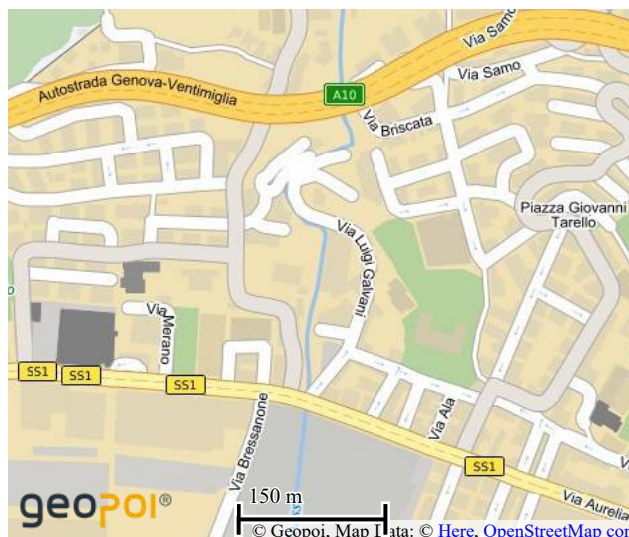 Via Samo
Autostrada Genova-Ventimiglia
A10
Via Samo
Via Briscata
Piazza Giovanni
Tarello
Via Luigi Galvani
Via Merano
SS1
SS1
SS1
Via Ala
Via Bressanone
SS1
Via Aurelia
geopoi®
150 m
© Geopoi, Map Data: © Here, OpenStreetMap con